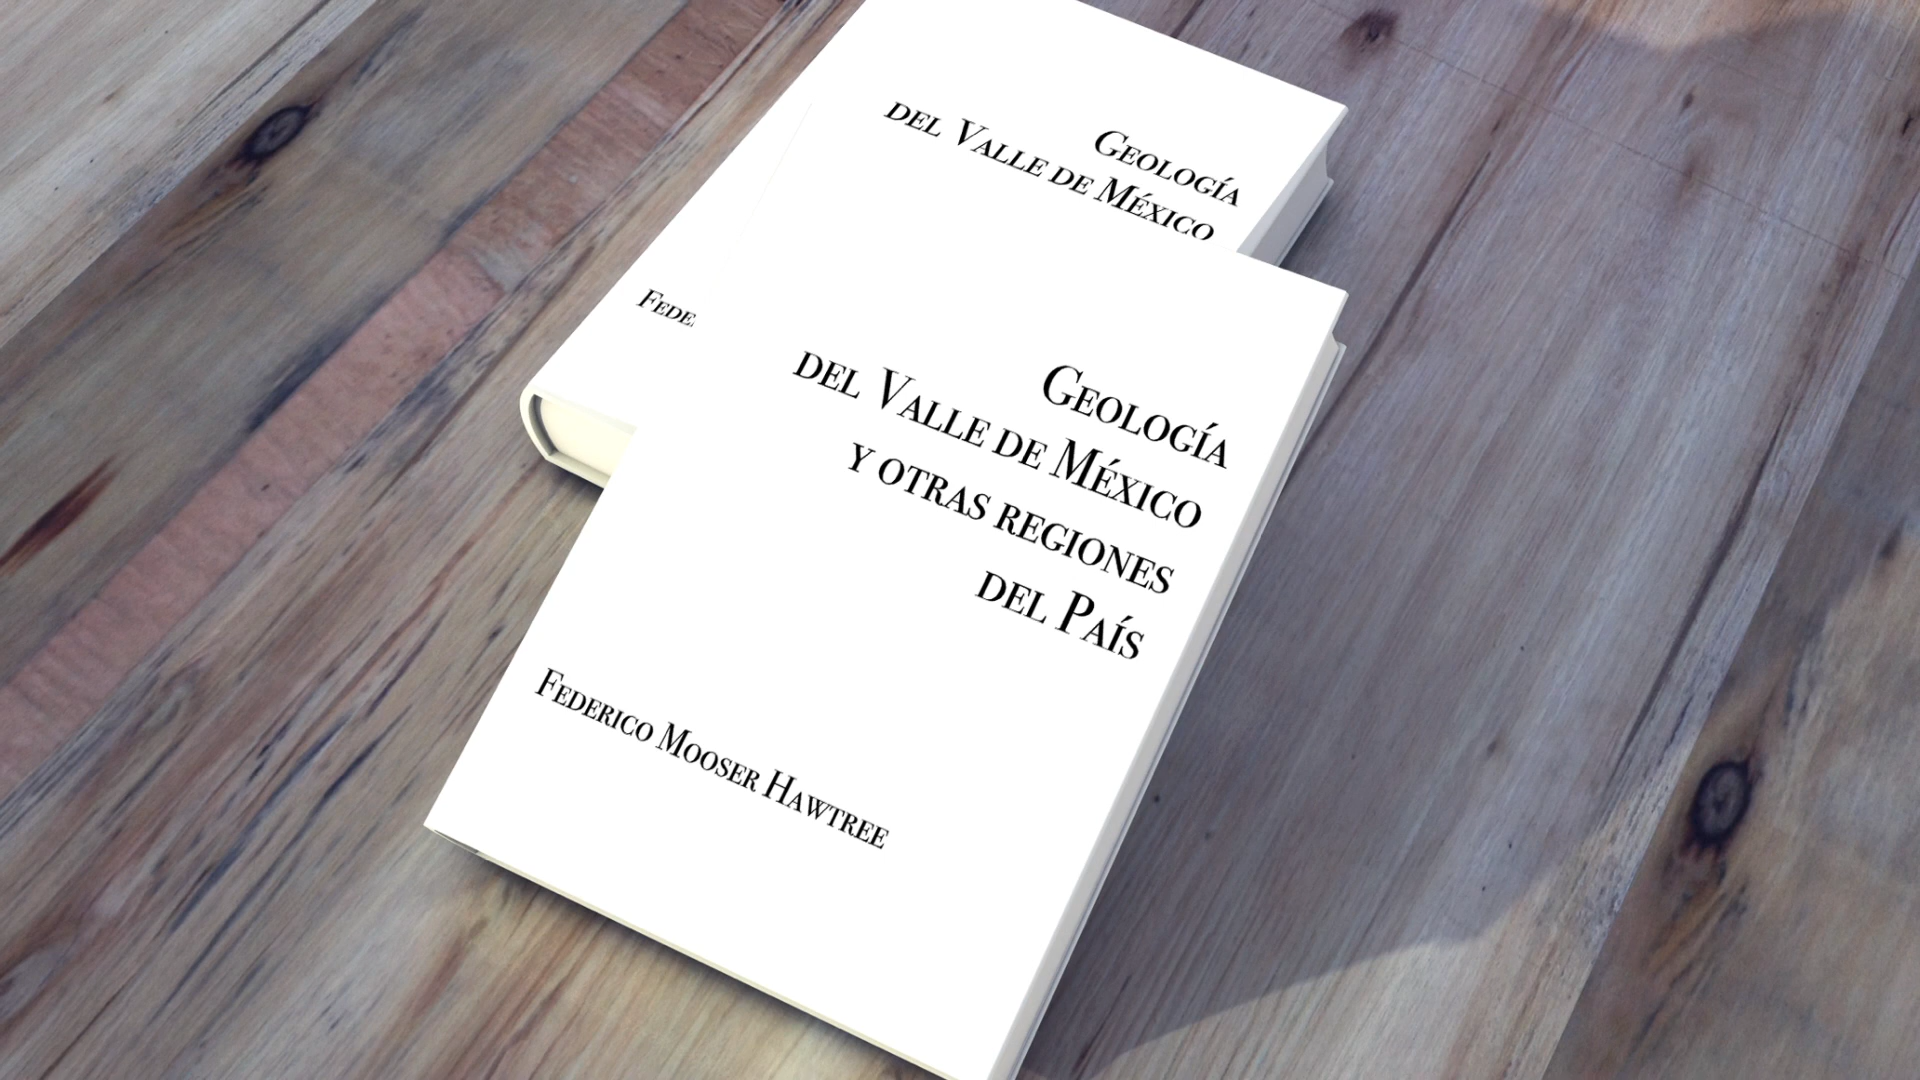 Geología
del Valle de México
Fede
Geología
del Valle de México
y otras regiones
del País
Federico Mooser Hawtree